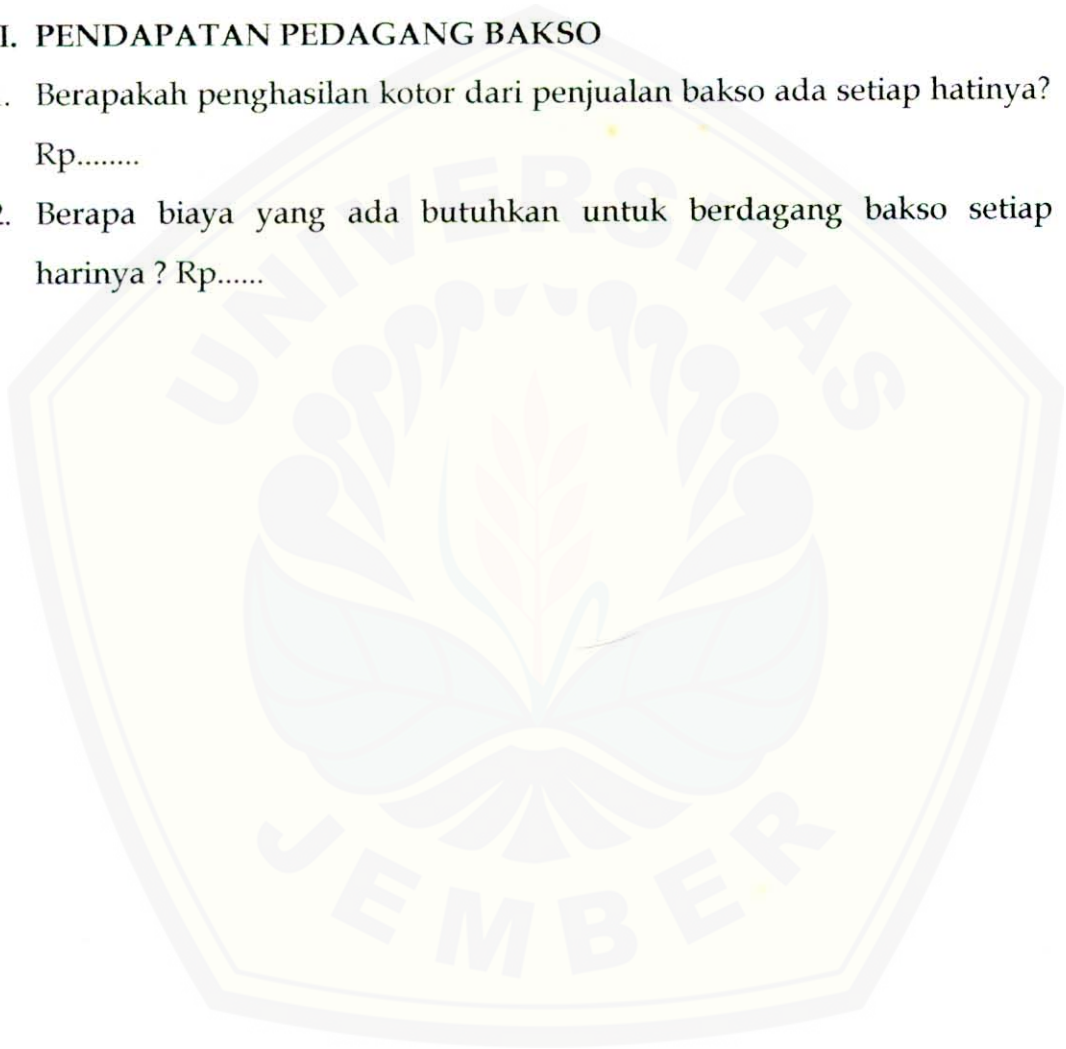 I. PENDAPATAN PEDAGANG BAKSO
. Berapakah penghasilan kotor dari penjualan bakso ada setiap hatinya?
Rp........
2. Berapa biaya yang ada butuhkan untuk berdagang bakso setiap
harinya ? Rp......
UNIVERSITAS
JEMBER